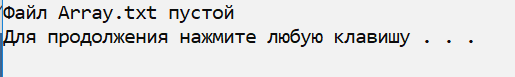 Файл Array.txt пустой
Для продолжения нажмите любую клавишу . . .